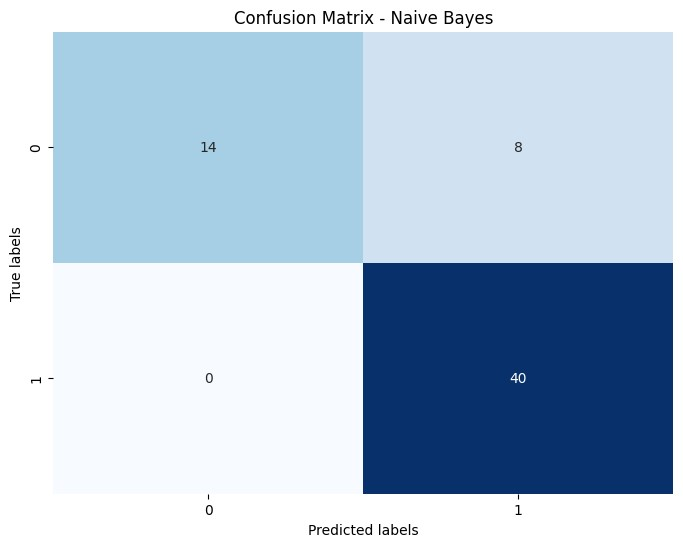 Confusion Matrix - Naive Bayes
True labels
0
14
8
1
0
40
0
1
Predicted labels